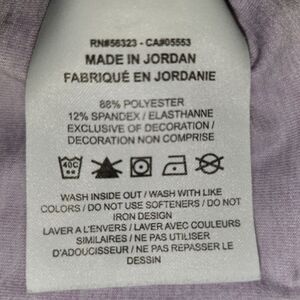 RN#56323 - CA#05553
MADE IN JORDAN
FABRIQUÉ EN JORDANIE
88% POLYESTER
12% SPANDEX / ELASTHANNE
EXCLUSIVE OF DECORATION /
DECORATION NON COMPRISE
40C
WASH INSIDE OUT / WASH WITH LIKE
COLORS / DO NOT USE SOFTENERS / DO NOT
IRON DESIGN
LAVER A L'ENVERS / LAVER AVEC COULEURS
SIMILAIRES / NE PAS UTILISER
D'ADOUCISSEUR / NE PAS REPASSER LE
DESSIN